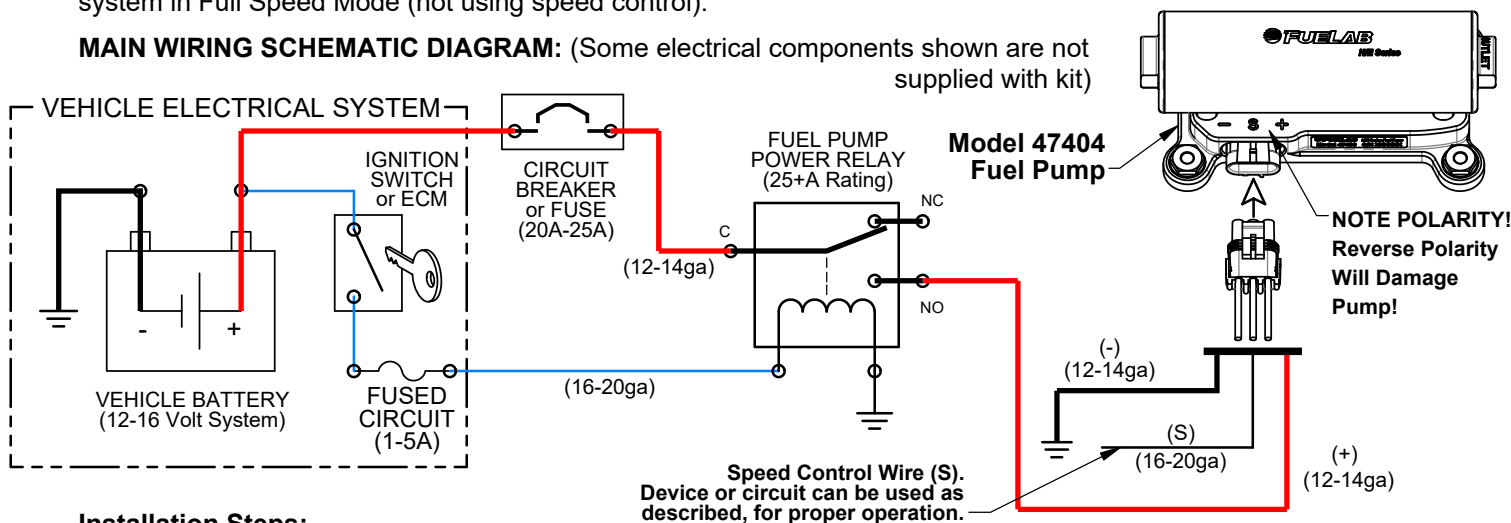 system in Full Speed Mode (not using speed control).
MAIN WIRING SCHEMATIC DIAGRAM: (Some electrical components shown are not
supplied with kit)
VEHICLE ELECTRICAL SYSTEM
IGNITION
SWITCH
or ECM
CIRCUIT
BREAKER
or FUSE
(20A-25A)
FUEL PUMP
POWER RELAY
(25+A Rating)
FUELAB
Series
Model 47404
Fuel Pump
- S +
NC
C
(12-14ga)
NO
NOTE POLARITY!
Reverse Polarity
Will Damage
Pump!
- +
VEHICLE BATTERY
(12-16 Volt System)
FUSED
CIRCUIT
(1-5A)
(16-20ga)
(-)
(12-14ga)
(S)
(16-20ga)
(+)
(12-14ga)
Speed Control Wire (S).
Device or circuit can be used as
described, for proper operation.
Installation Steps: